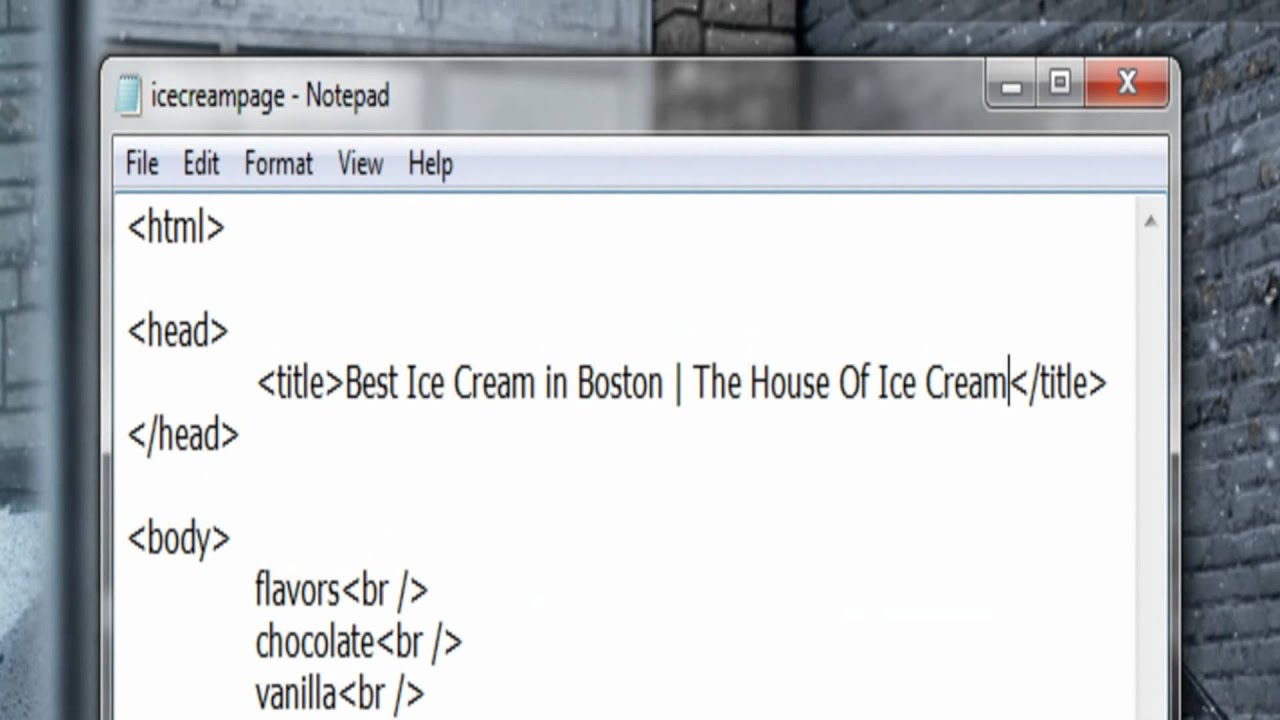 icecreampage - Notepad
File Edit Format View Help
<html>
<head>
<title>Best Ice Cream in Boston | The House Of Ice Cream</title>
</head>
<body>
flavors<br />
chocolate<br />
vanilla<br />